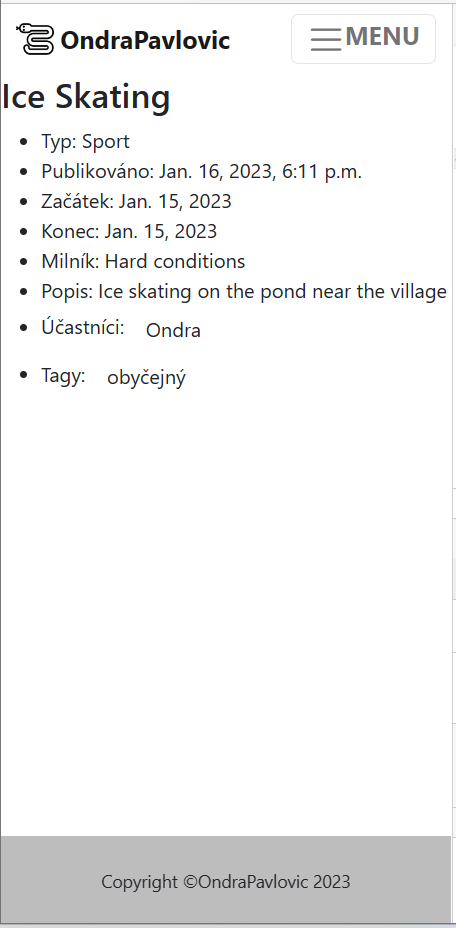 OndraPavlovic
MENU
Ice Skating
Typ: Sport
Publikováno: Jan. 16, 2023, 6:11 p.m.
Začátek: Jan. 15, 2023
Konec: Jan. 15, 2023
Milník: Hard conditions
Popis: Ice skating on the pond near the village
Účastníci: Ondra
Tagy: obyčejný
Copyright ©OndraPavlovic 2023